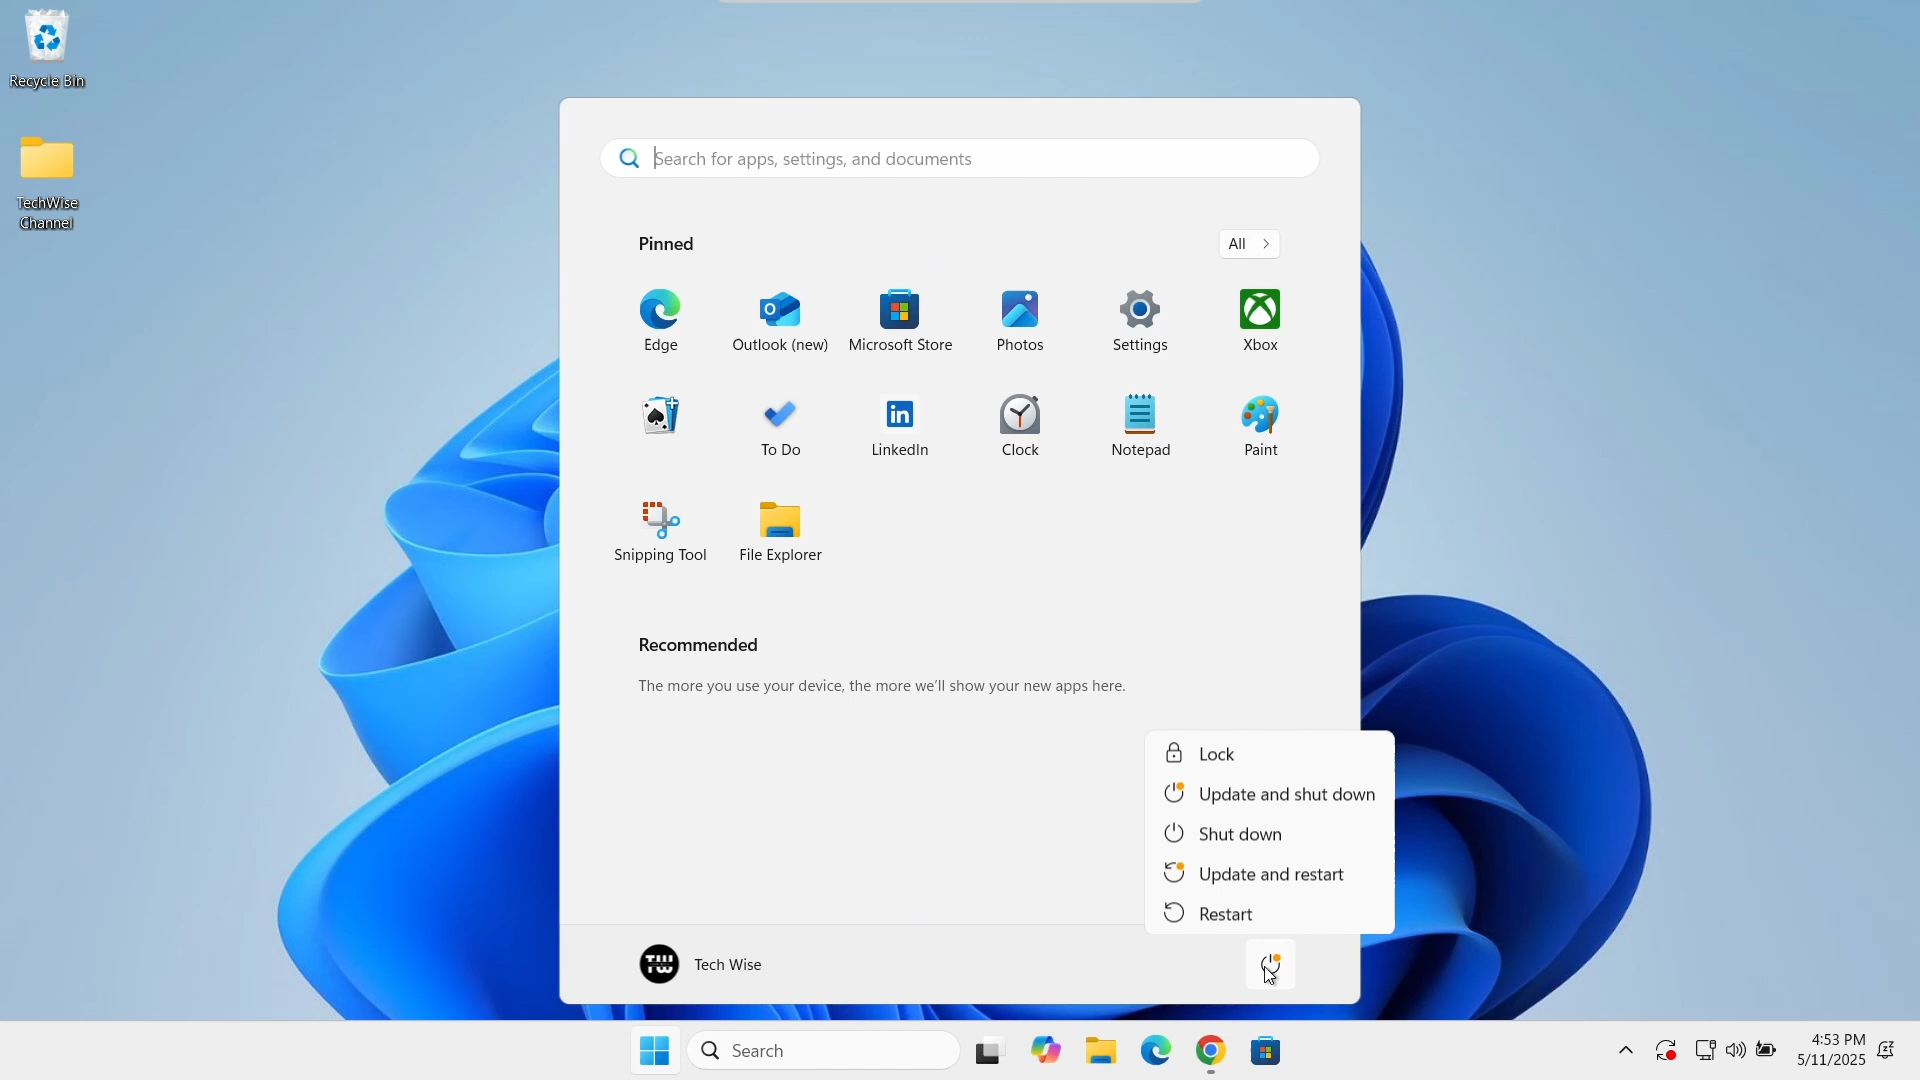 Recycle Bin
TechWise
Channel
Search for apps, settings, and documents
Pinned
All
Edge
Outlook (new)
Microsoft Store
Photos
Settings
Xbox
To Do
LinkedIn
Clock
Notepad
Paint
Snipping Tool
File Explorer
Recommended
The more you use your device, the more we’ll show your new apps here.
Lock
Update and shut down
Shut down
Update and restart
Restart
TW
Tech Wise
Search
4:53 PM
5/11/2025